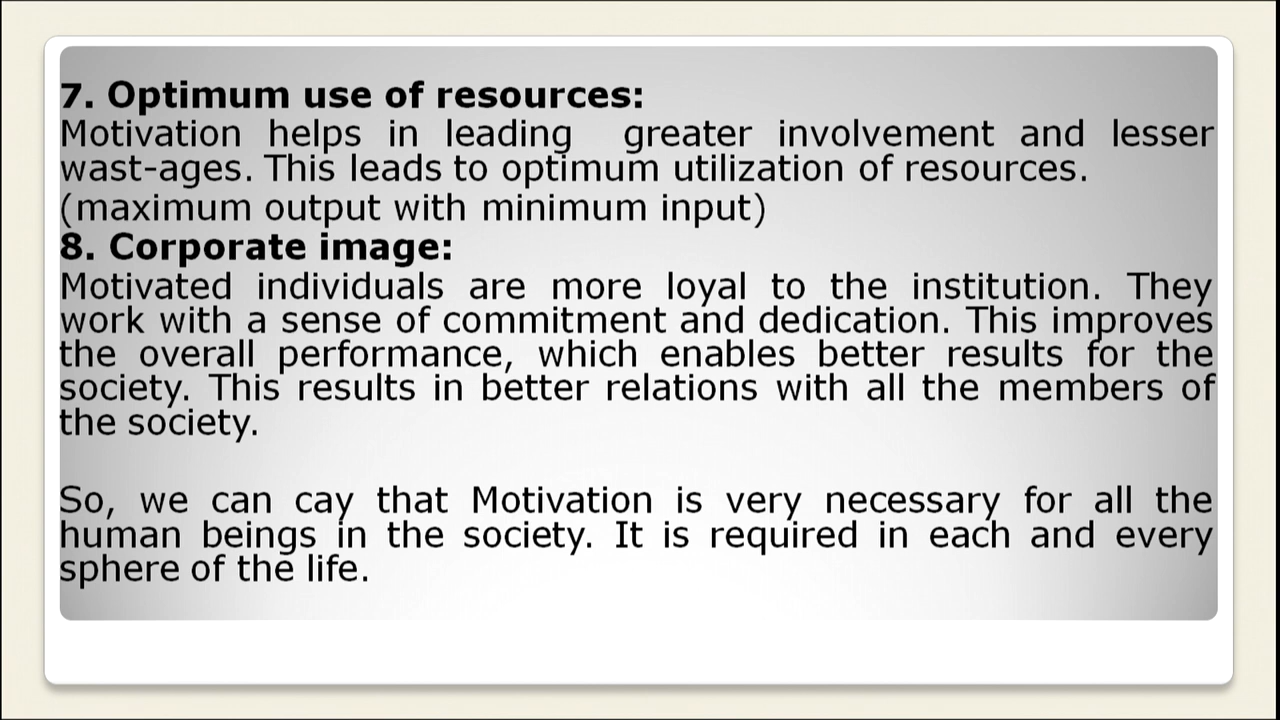 7. Optimum use of resources:
Motivation helps in leading greater involvement and lesser
wast-ages. This leads to optimum utilization of resources.
(maximum output with minimum input)
8. Corporate image:
Motivated individuals are more loyal to the institution. They
work with a sense of commitment and dedication. This improves
the overall performance, which enables better results for the
society. This results in better relations with all the members of
the society.
So, we can cay that Motivation is very necessary for all the
human beings in the society. It is required in each and every
sphere of the life.